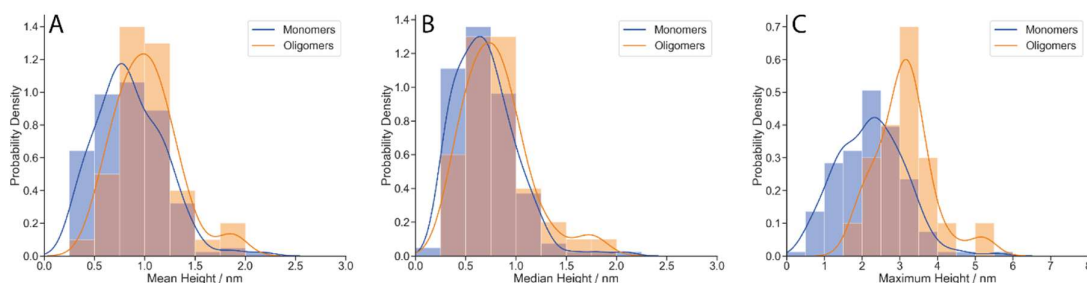 A
Monomers
Oligomers
Probability Density
1.4
1.2
1.0
0.8
0.6
0.4
0.2
0.0
0.0 0.5 1.0 1.5 2.0 2.5 3.0
Mean Height / nm
B
Monomers
Oligomers
Probability Density
1.4
1.2
1.0
0.8
0.6
0.4
0.2
0.0
0.0 0.5 1.0 1.5 2.0 2.5 3.0
Median Height / nm
C
Monomers
Oligomers
Probability Density
0.7
0.6
0.5
0.4
0.3
0.2
0.1
0.0
0 1 2 3 4 5 6 7 8
Maximum Height / nm